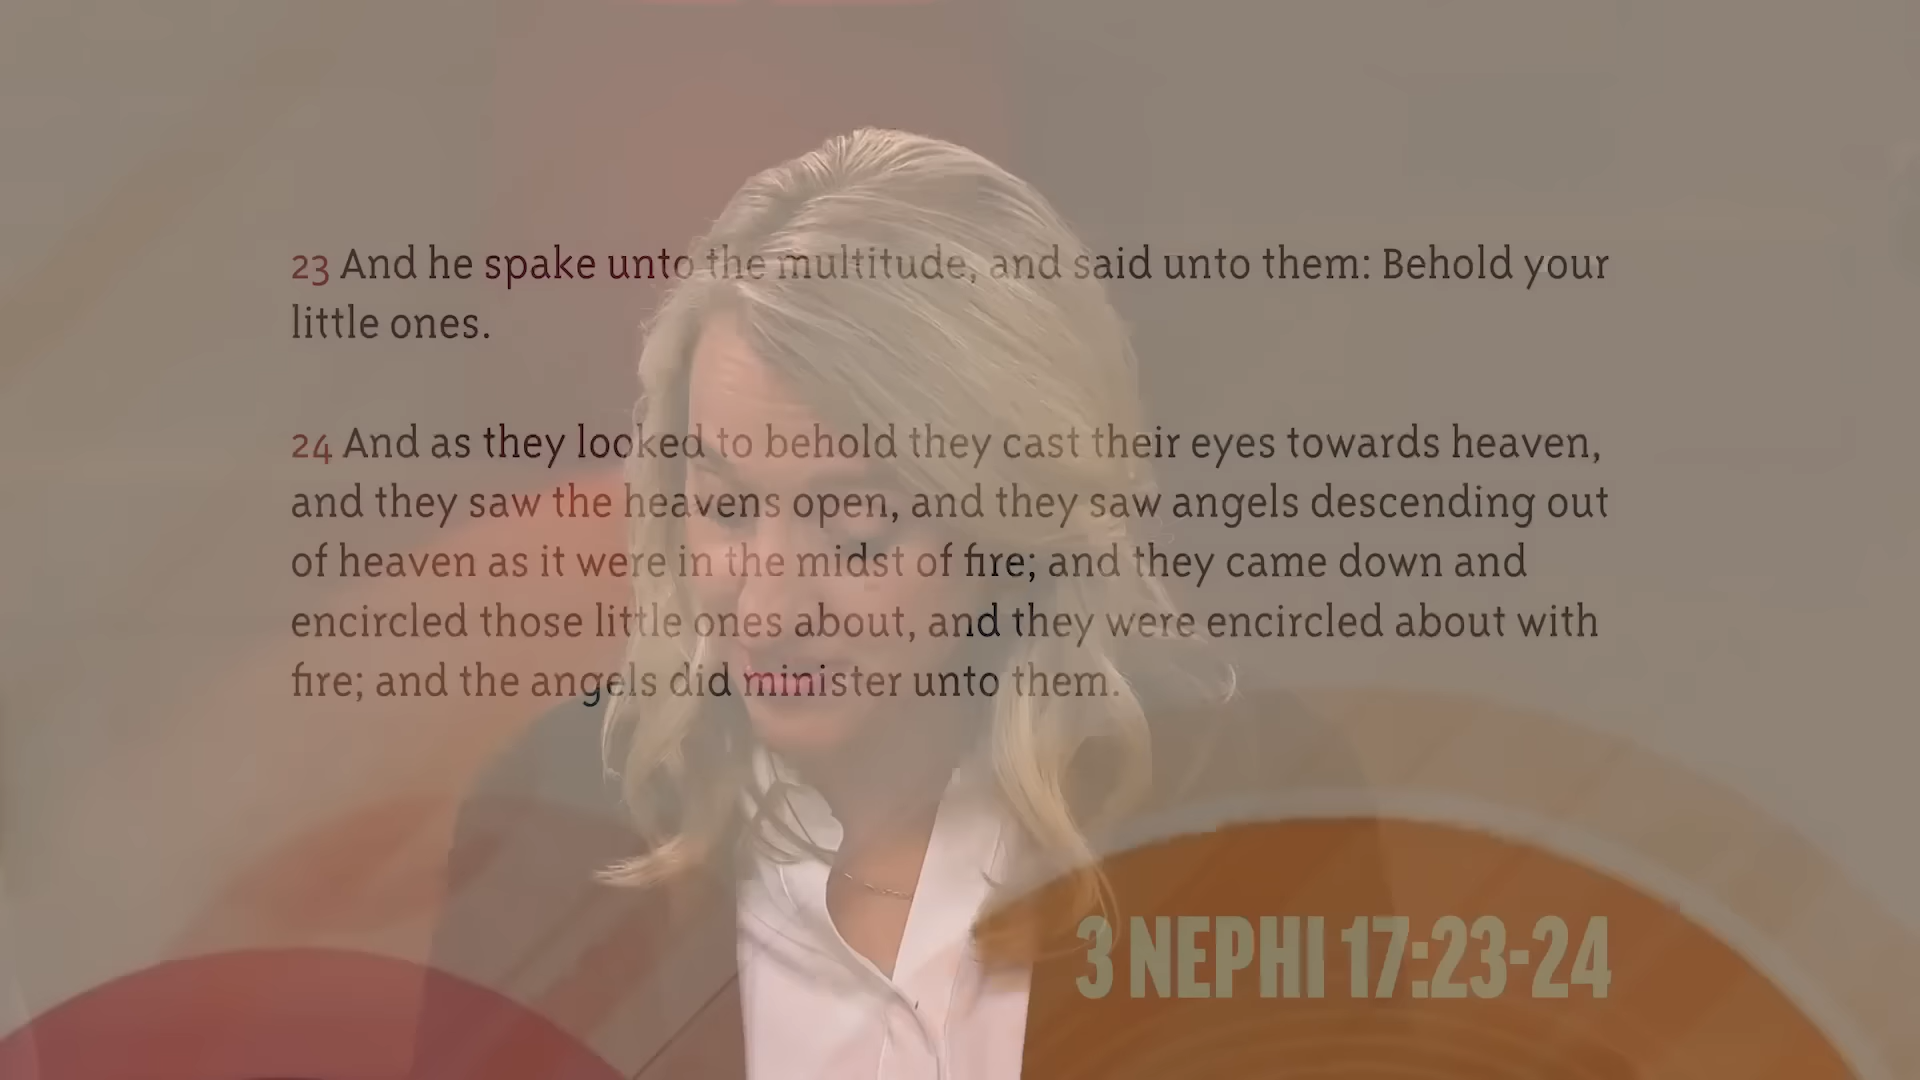 23 And he spake unto the multitude, and said unto them: Behold your
little ones.
24 And as they looked to behold they cast their eyes towards heaven,
and they saw the heavens open, and they saw angels descending out
of heaven as it were in the midst of fire; and they came down and
encircled those little ones about, and they were encircled about with
fire; and the angels did minister unto them.
3 NEPHI 17:23-24